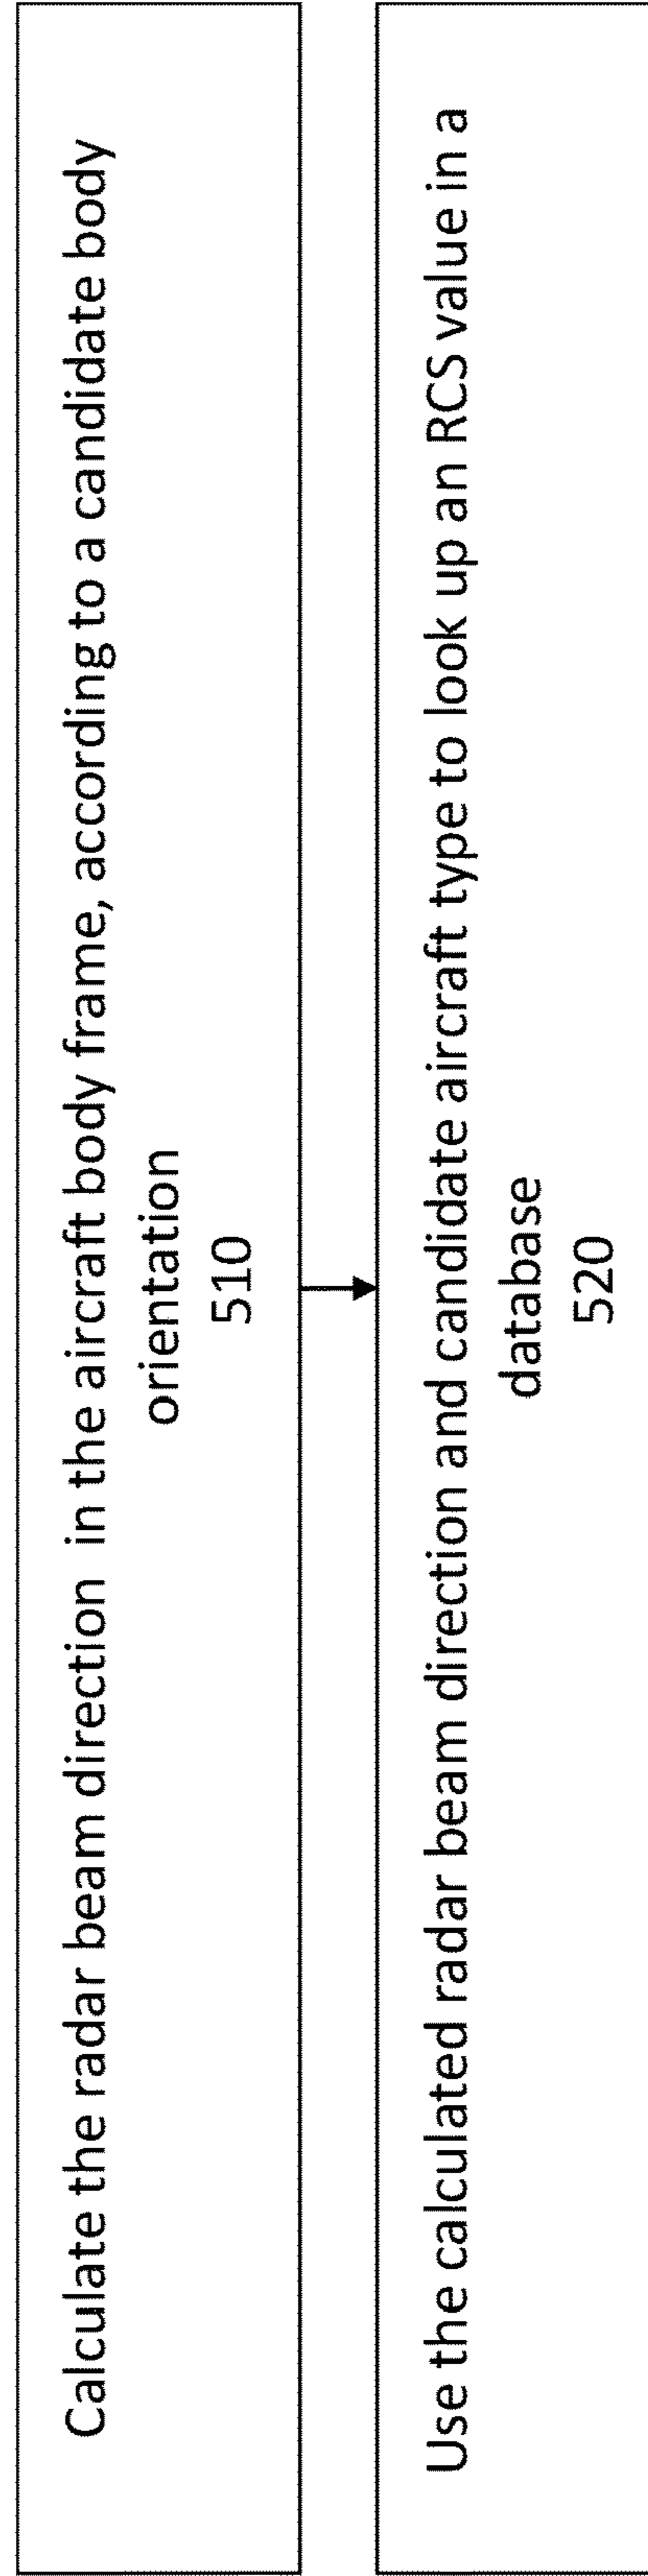 Calculate the radar beam direction  in the aircraft body frame, according to a candidate body
orientation
510
Use the calculated radar beam direction and candidate aircraft type to look up an RCS value in a
database
520